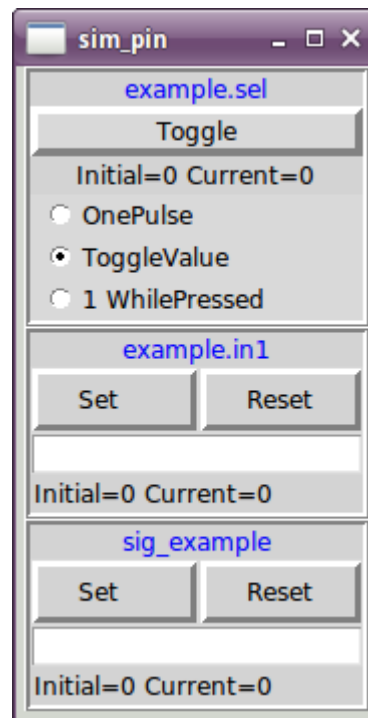 sim_pin
example.sel
Toggle
Initial=0 Current=0
OnePulse
ToggleValue
1 WhilePressed
example.in1
Set Reset
Initial=0 Current=0
sig_example
Set Reset
Initial=0 Current=0